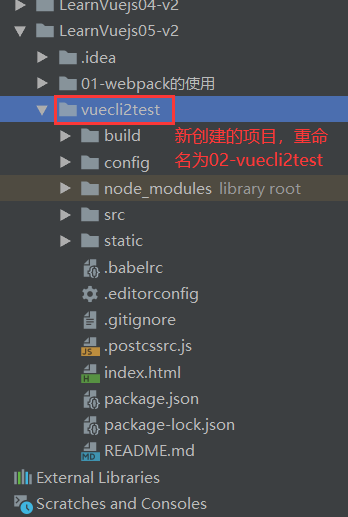 LearnVuejs04-v2
LearnVuejs05-v2
.idea
01-webpack的使用
vuecli2test
build
新创建的项目，重命
config
名为02-vuecli2test
node_modules library root
src
static
.babelrc
.editorconfig
.gitignore
.postcssrc.js
index.html
package.json
package-lock.json
README.md
External Libraries
Scratches and Consoles